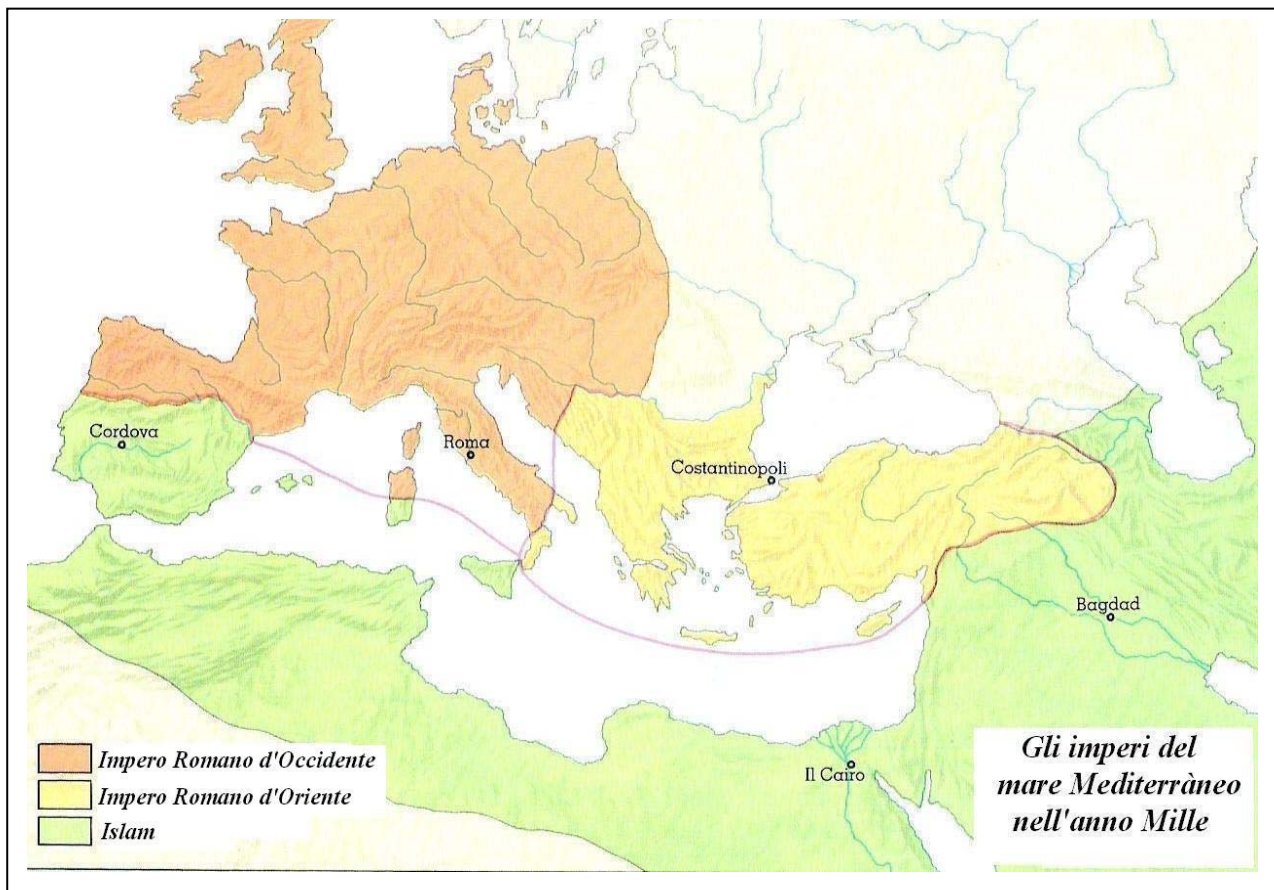 Cordova
Roma
Costantinopoli
Bagdad
Il Cairo
Impero Romano d'Occidente
Impero Romano d'Oriente
Islam
Gli imperi del
mare Mediterràneo
nell'anno Mille